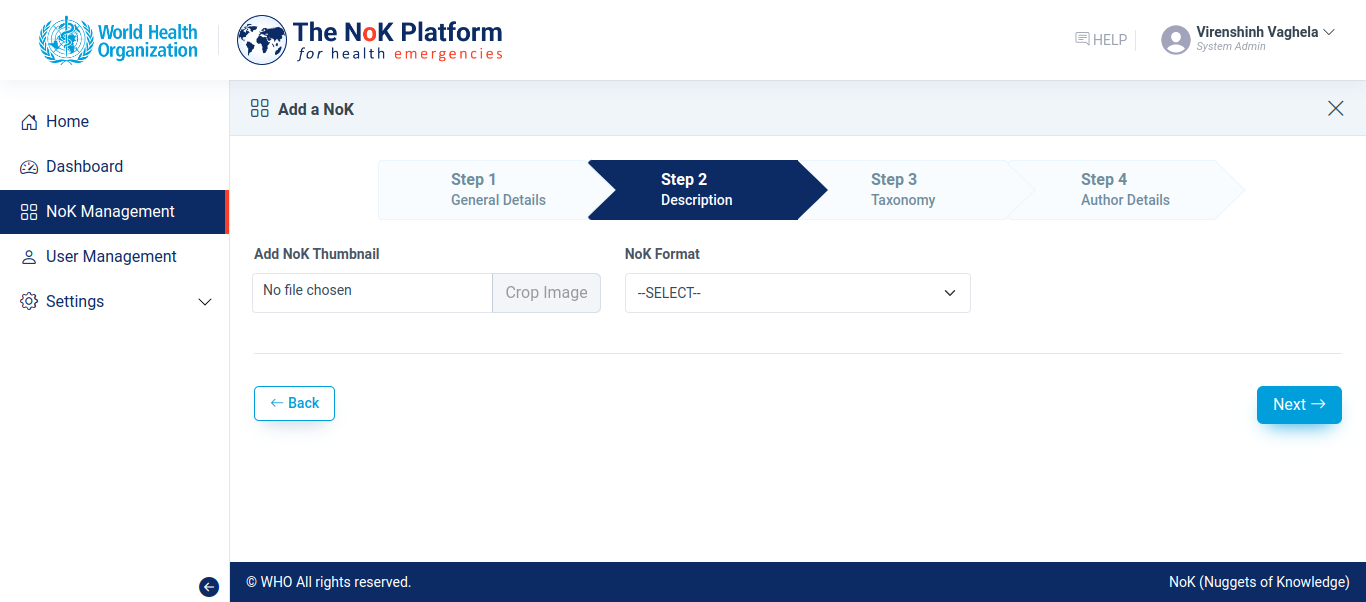 World Health
Organization
The NoK Platform
for health emergencies
HELP
Virenshinh Vaghela
System Admin
Home
Dashboard
NoK Management
User Management
Settings
Add a NoK
Step 1
General Details
Step 2
Description
Step 3
Taxonomy
Step 4
Author Details
Add NoK Thumbnail
NoK Format
No file chosen
Crop Image
--SELECT--
Back
Next
© WHO All rights reserved.
NoK (Nuggets of Knowledge)